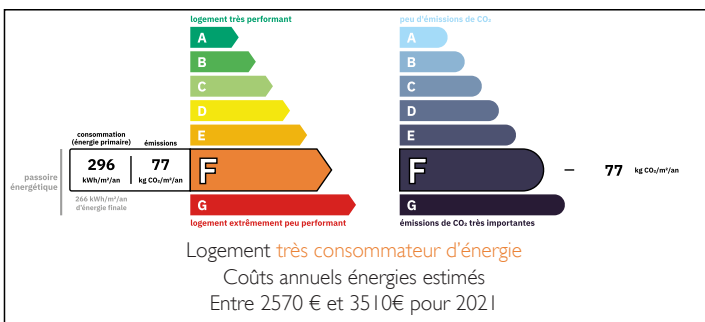 logement très performant
A
B
C
D
E
consommation
(énergie primaire)
émissions
passoire
énergétique
296
kWh/m²/an
77
kg CO₂/m²/an
F
266 kWh/m²/an
d'énergie finale
G
logement extrêmement peu performant
peu d'émissions de CO₂
A
B
C
D
E
F
77 kg CO₂/m²/an
G
émissions de CO₂ très importantes
Logement très consommateur d'énergie
Coûts annuels énergies estimés
Entre 2570 € et 3510€ pour 2021